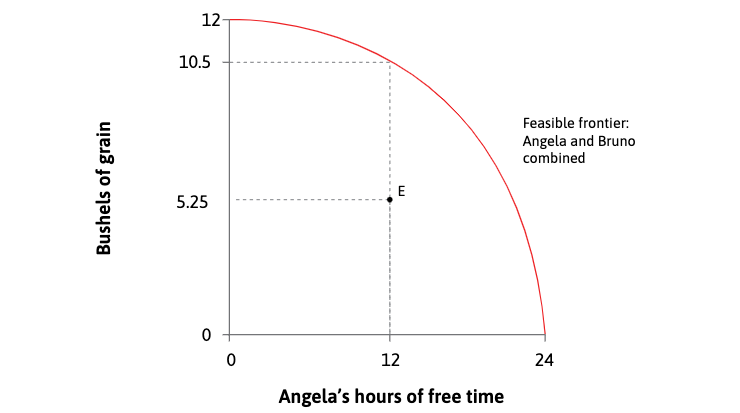 12
10.5
Feasible frontier:
Angela and Bruno
combined
E
5.25
Bushels of grain
0
0
12
24
Angela’s hours of free time